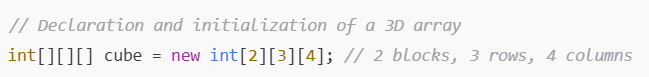 // Declaration and initialization of a 3D array
int[][][] cube = new int[2][3][4]; // 2 blocks, 3 rows, 4 columns